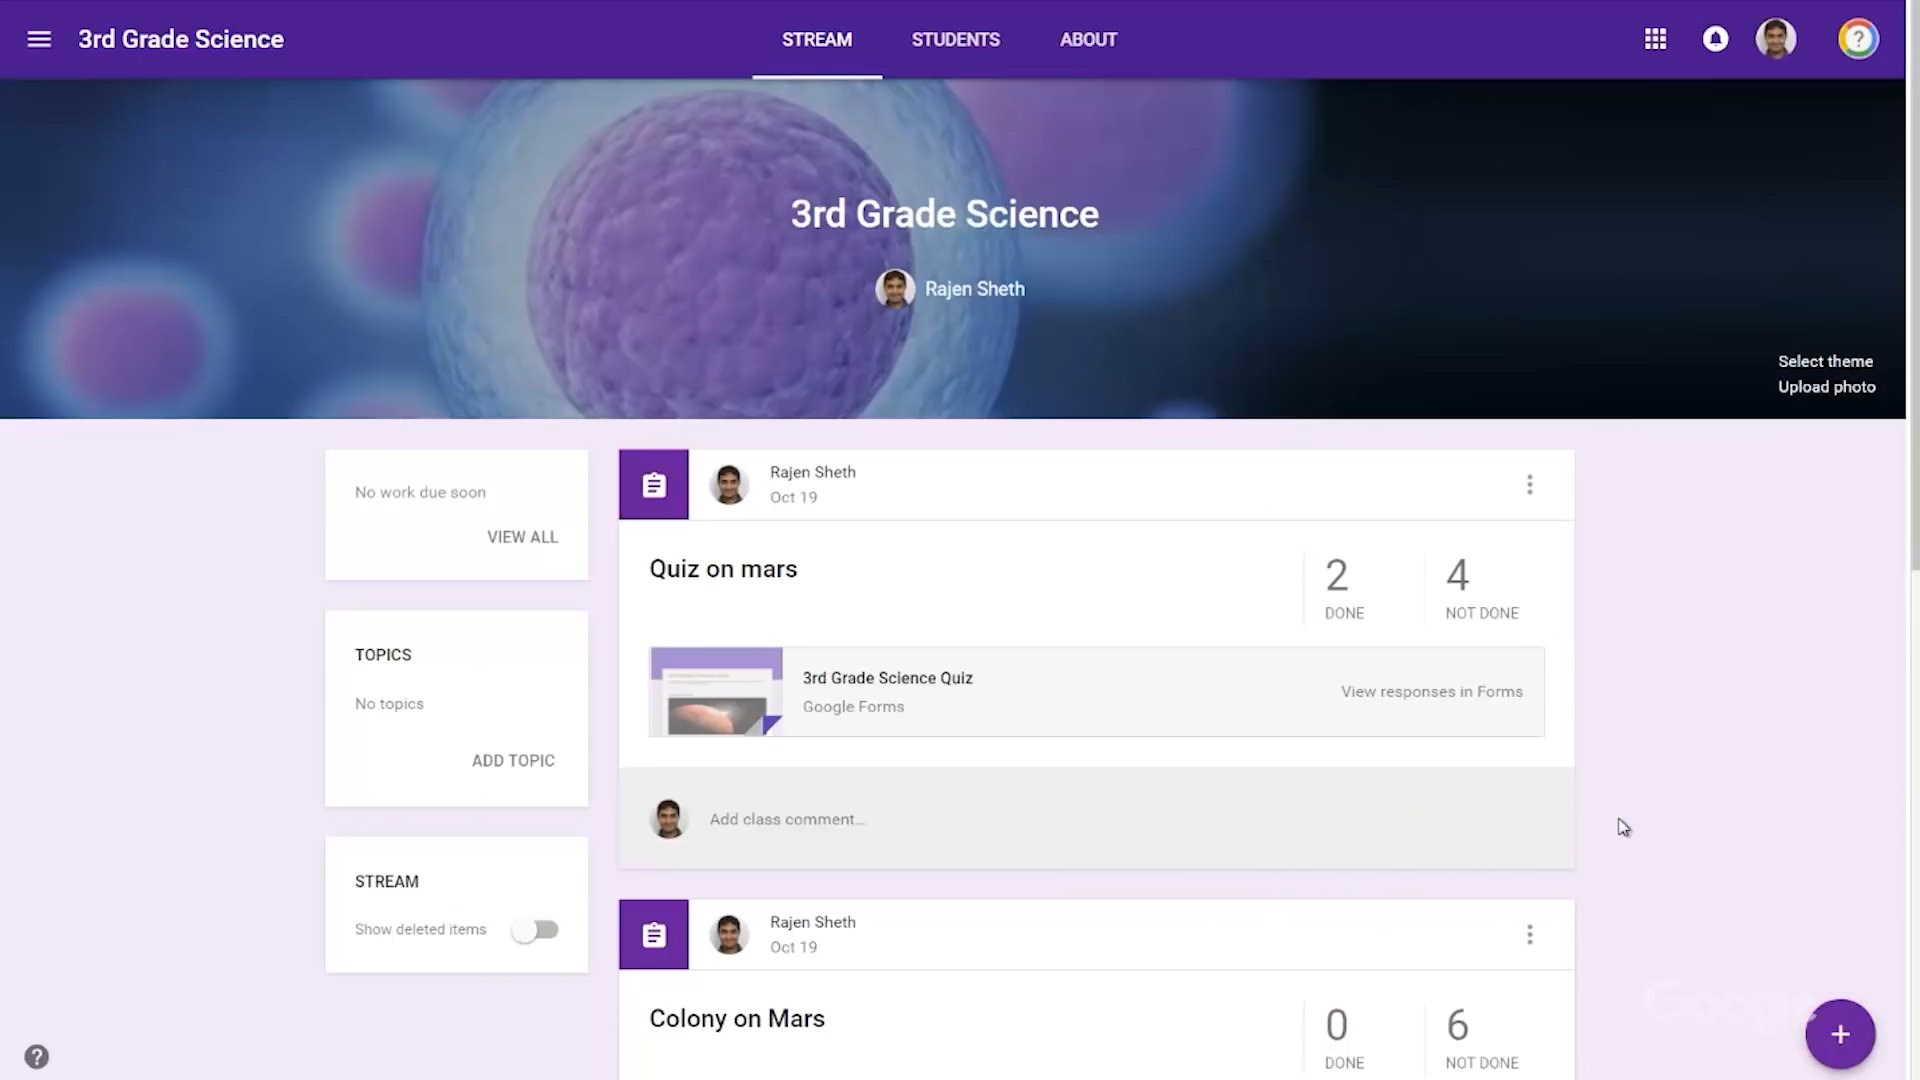 3rd Grade Science
STREAM
STUDENTS
ABOUT
?
3rd Grade Science
Rajen Sheth
Select theme
Upload photo
No work due soon
VIEW ALL
TOPICS
No topics
ADD TOPIC
STREAM
Show deleted items
Rajen Sheth
Oct 19
Quiz on mars
2
DONE
4
NOT DONE
3rd Grade Science Quiz
Google Forms
View responses in Forms
Add class comment...
Rajen Sheth
Oct 19
Colony on Mars
0
DONE
6
NOT DONE
Google
+
?